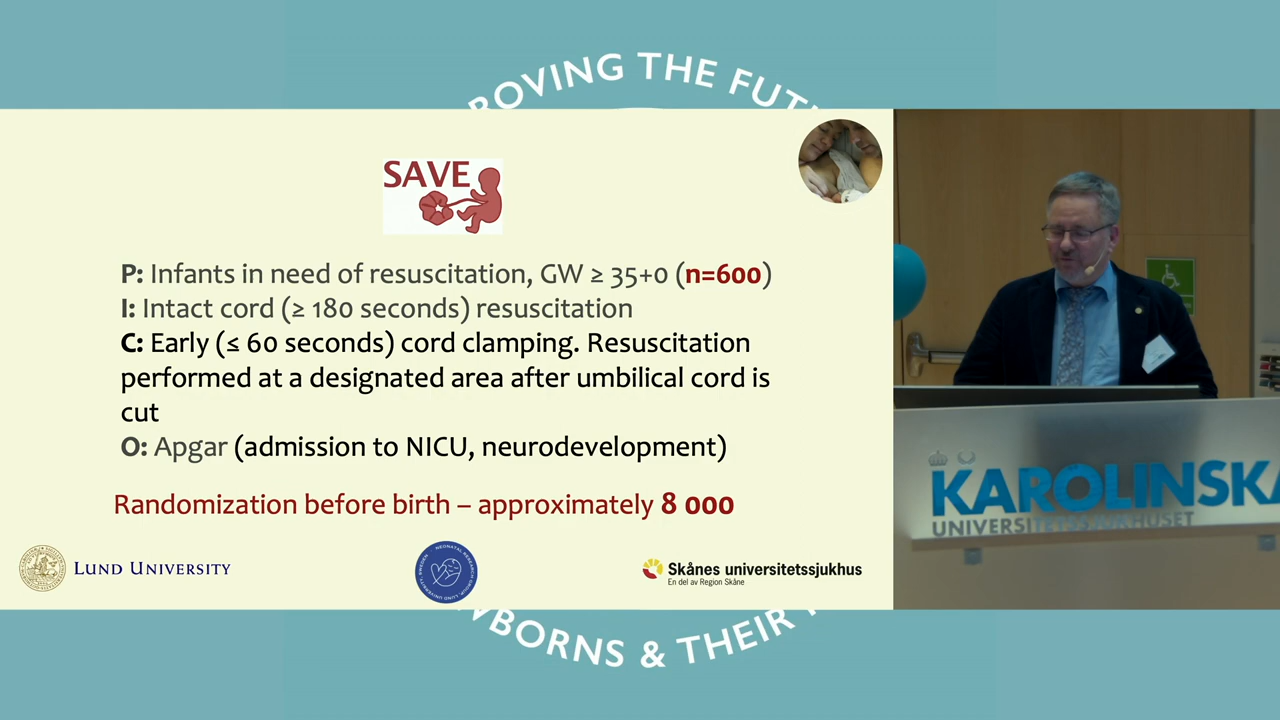 ROVING THE FUT
SAVE
P: Infants in need of resuscitation, GW ≥ 35+0 (n=600)
I: Intact cord (≥ 180 seconds) resuscitation
C: Early (≤ 60 seconds) cord clamping. Resuscitation
performed at a designated area after umbilical cord is
cut
O: Apgar (admission to NICU, neurodevelopment)
Randomization before birth – approximately 8 000
LUND UNIVERSITY
Skånes universitetssjukhus
En del av Region Skåne
KAROLINSKA
UNIVERSITETSSJUKHUSET
WBORNS & THEIR